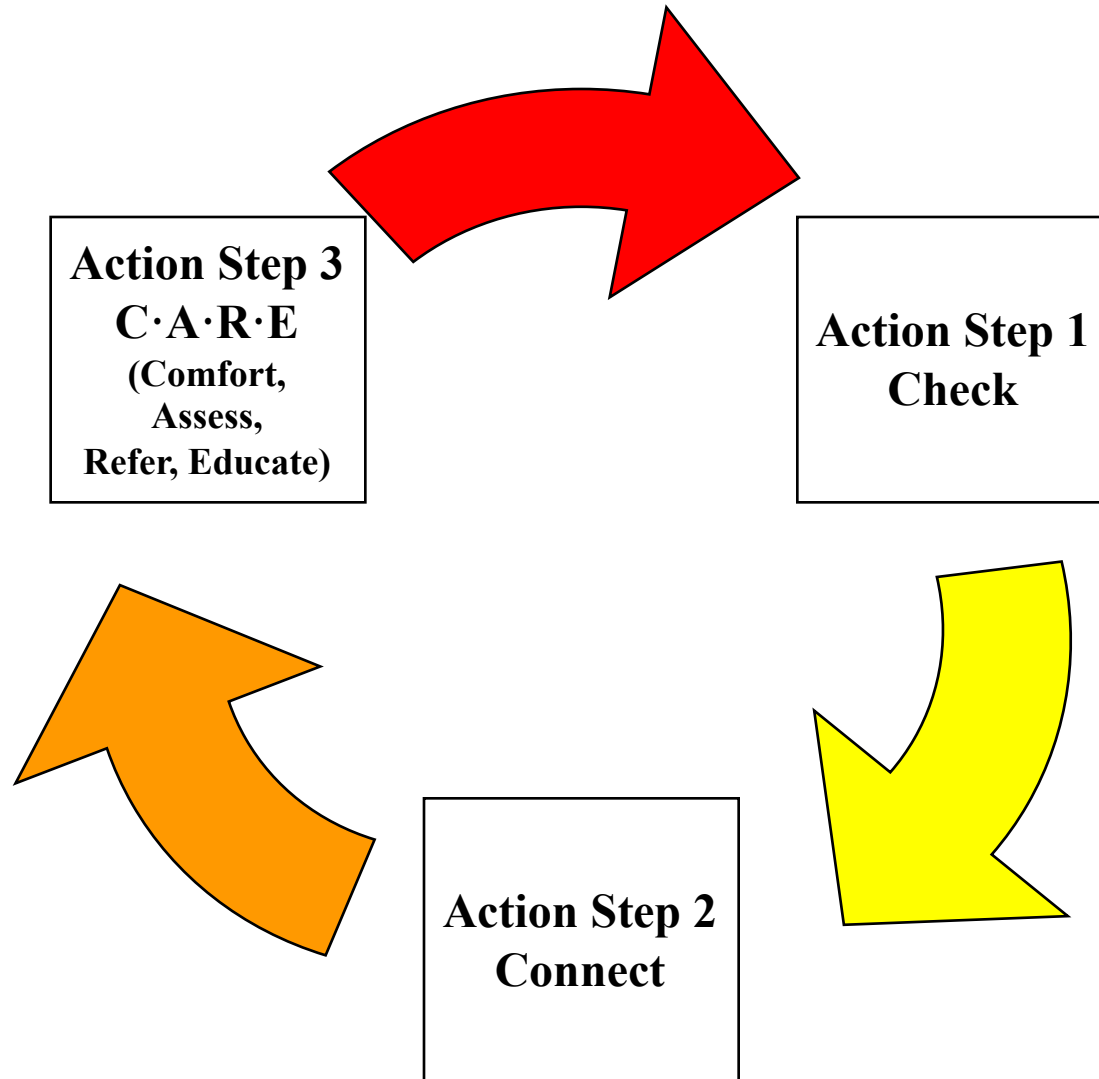 Action Step 3
C·A·R·E
(Comfort,
Assess,
Refer, Educate)
Action Step 1
Check
Action Step 2
Connect